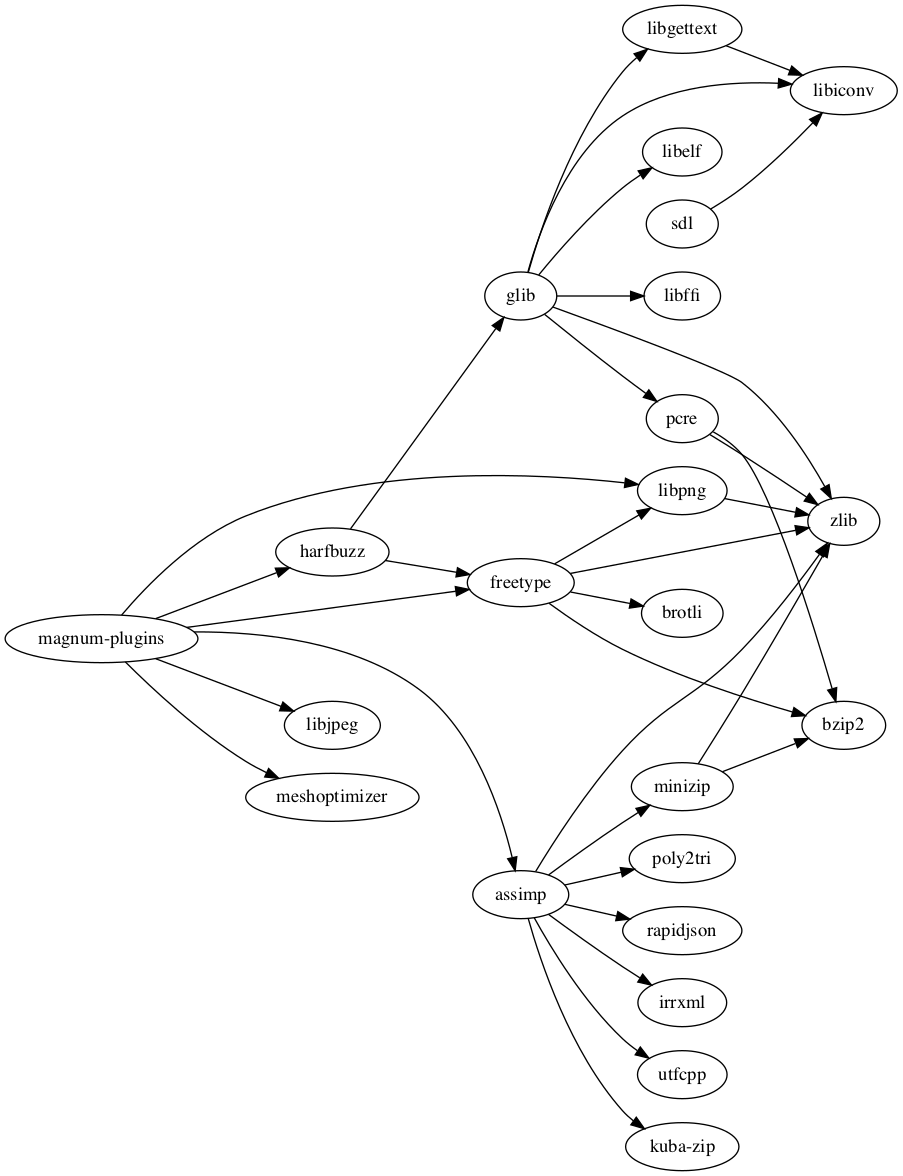 libgettext
libiconv
libelf
sdl
glib
libffi
pcre
libpng
zlib
harfbuzz
freetype
brotli
magnum-plugins
libjpeg
bzip2
meshoptimizer
minizip
poly2tri
assimp
rapidjson
irrxml
utfcpp
kuba-zip